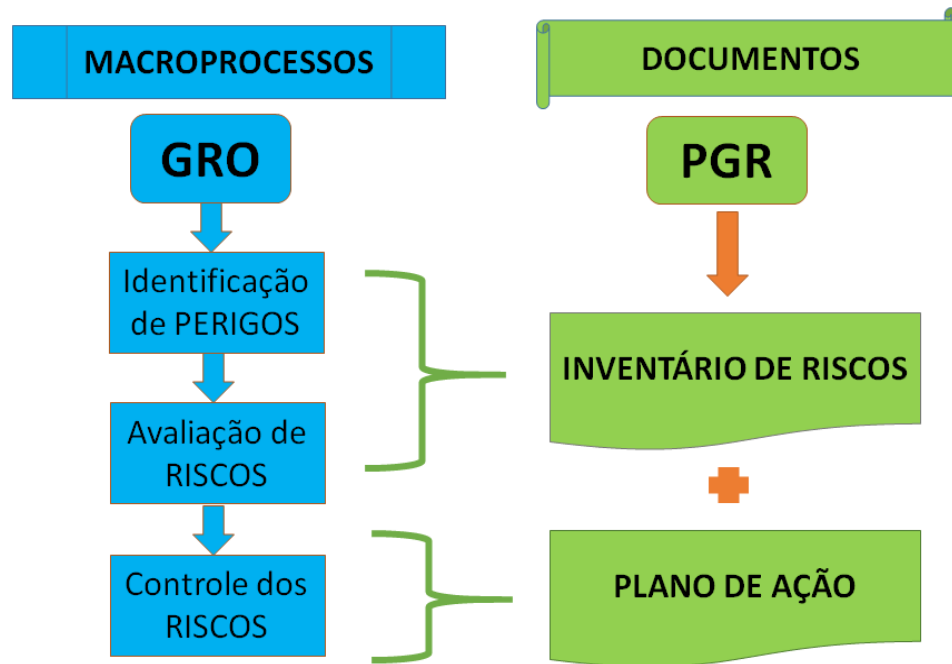 MACROPROCESSOS
DOCUMENTOS
GRO
PGR
Identificação
de PERIGOS
INVENTÁRIO DE RISCOS
Avaliação de
RISCOS
Controle dos
RISCOS
PLANO DE AÇÃO